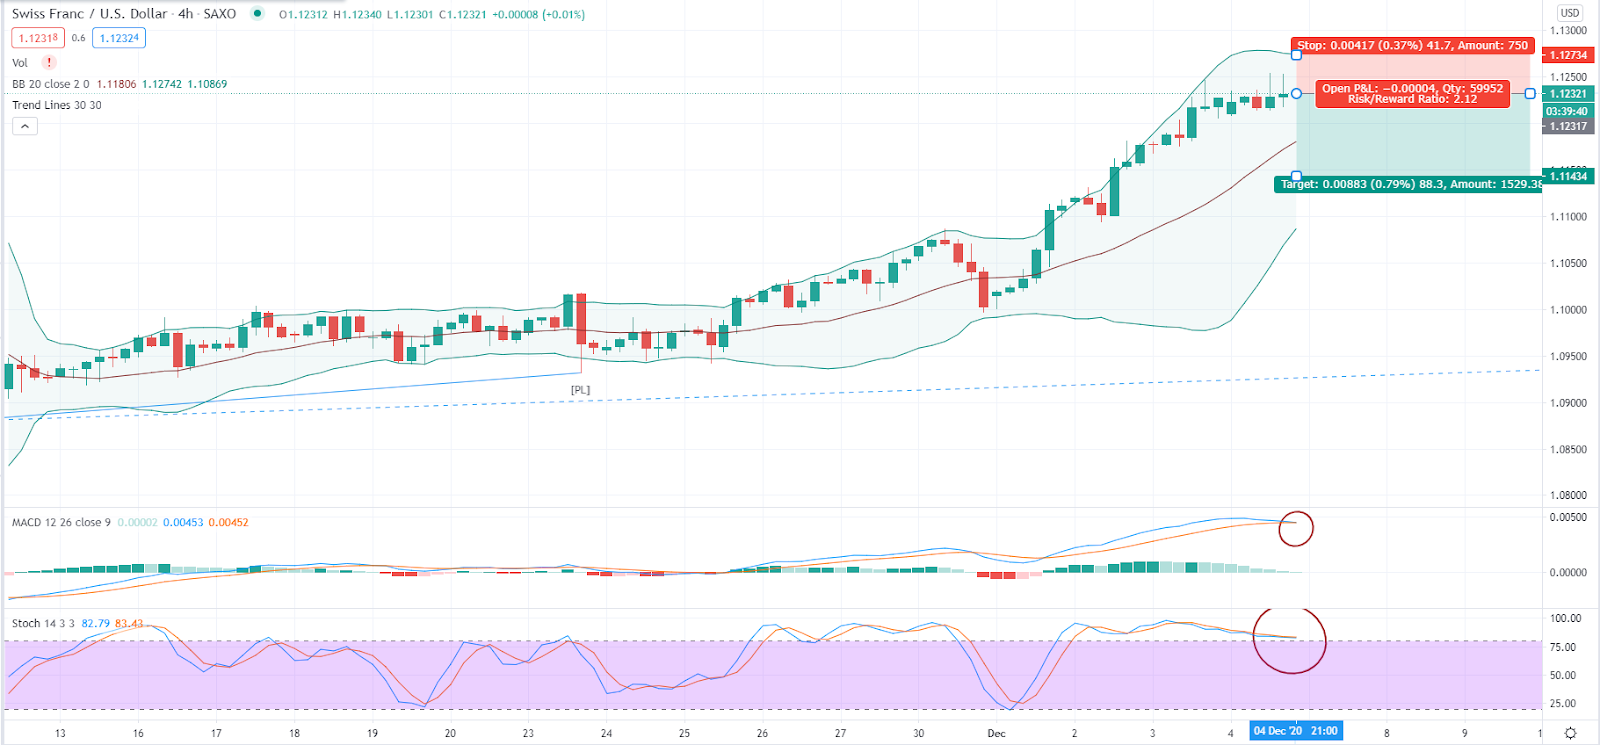 Swiss Franc / U.S. Dollar · 4h · SAXO O1.12312 H1.12340 L1.12301 C1.12321 +0.00008 (+0.01%)
1.12318 0.6 1.12324
Vol !
BB 20 close 2 0 1.11806 1.12742 1.10869
Trend Lines 30 30
USD
1.13000
Stop: 0.00417 (0.37%) 41.7, Amount: 750
1.12734
1.12500
Open P&L: −0.00004, Qty: 59952
Risk/Reward Ratio: 2.12
1.12321
03:39:40
1.12317
1.11434
Target: 0.00883 (0.79%) 88.3, Amount: 1529.38
1.11000
1.10500
1.10000
1.09500
[PL]
1.09000
1.08500
1.08000
MACD 12 26 close 9 0.00002 0.00453 0.00452
0.00500
0.00000
Stoch 14 3 3 82.79 83.43
100.00
75.00
50.00
25.00
13 16 17 18 19 20 23 24 25 26 27 30 Dec 2 3 4 04 Dec '20 21:00 8 9 1